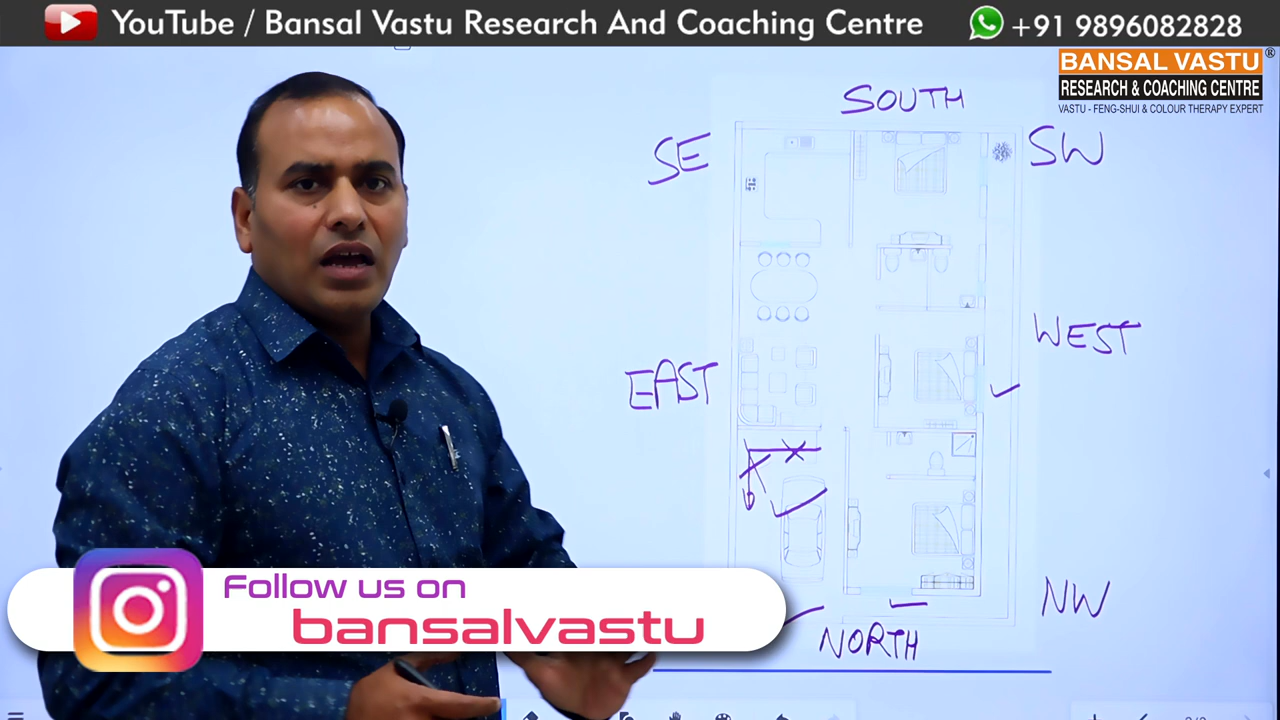 YouTube / Bansal Vastu Research And Coaching Centre
+91 9896082828
BANSAL VASTU®
RESEARCH & COACHING CENTRE
VASTU - FENG-SHUI & COLOUR THERAPY EXPERT
SOUTH
SE
SW
WEST
EAST
Follow us on
bansalvastu
NW
NORTH